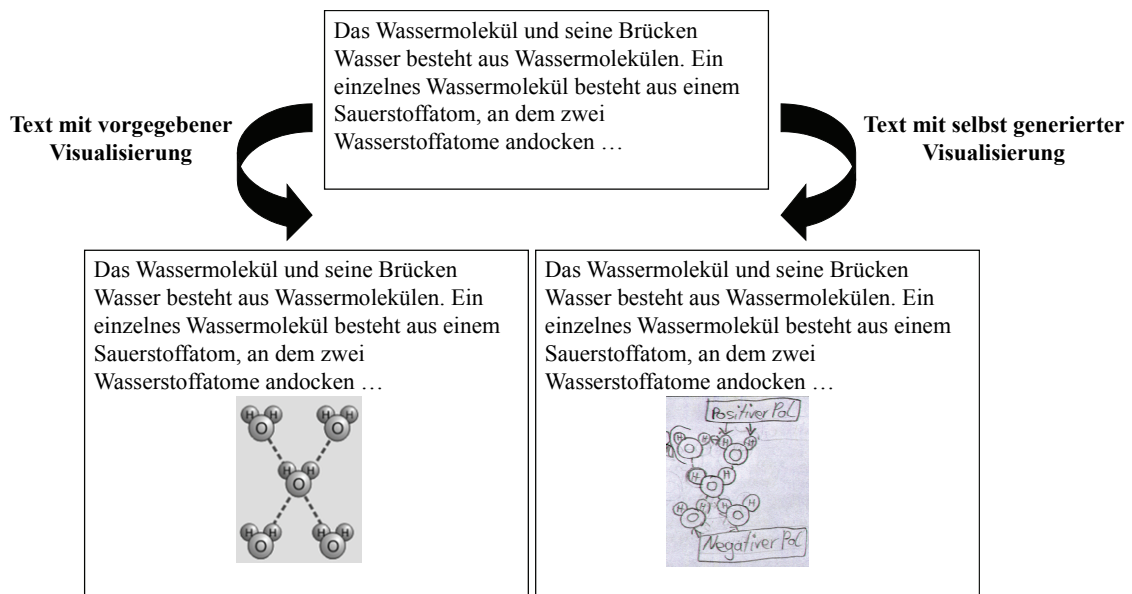 Das Wassermolekül und seine Brücken
Wasser besteht aus Wassermolekülen. Ein
einzelnes Wassermolekül besteht aus einem
Sauerstoffatom, an dem zwei
Wasserstoffatome andocken …
Text mit vorgegebener
Visualisierung
Text mit selbst generierter
Visualisierung
Das Wassermolekül und seine Brücken
Wasser besteht aus Wassermolekülen. Ein
einzelnes Wassermolekül besteht aus einem
Sauerstoffatom, an dem zwei
Wasserstoffatome andocken …
H H H H
O O
H H
O
H H H H
O O
Das Wassermolekül und seine Brücken
Wasser besteht aus Wassermolekülen. Ein
einzelnes Wassermolekül besteht aus einem
Sauerstoffatom, an dem zwei
Wasserstoffatome andocken …
Positiver Pol
H H H H
O O
H H
O
H H H
O O
Negativer Pol